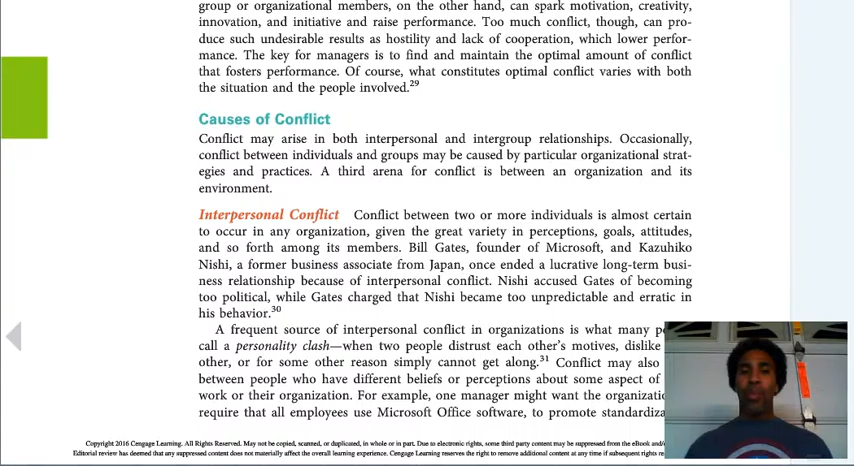 group or organizational members, on the other hand, can spark motivation, creativity,
innovation, and initiative and raise performance. Too much conflict, though, can pro-
duce such undesirable results as hostility and lack of cooperation, which lower perfor-
mance. The key for managers is to find and maintain the optimal amount of conflict
that fosters performance. Of course, what constitutes optimal conflict varies with both
the situation and the people involved.29
Causes of Conflict
Conflict may arise in both interpersonal and intergroup relationships. Occasionally,
conflict between individuals and groups may be caused by particular organizational strat-
egies and practices. A third arena for conflict is between an organization and its
environment.
Interpersonal Conflict Conflict between two or more individuals is almost certain
to occur in any organization, given the great variety in perceptions, goals, attitudes,
and so forth among its members. Bill Gates, founder of Microsoft, and Kazuhiko
Nishi, a former business associate from Japan, once ended a lucrative long-term busi-
ness relationship because of interpersonal conflict. Nishi accused Gates of becoming
too political, while Gates charged that Nishi became too unpredictable and erratic in
his behavior.30
A frequent source of interpersonal conflict in organizations is what many
call a personality clash—when two people distrust each other's motives, dislike
other, or for some other reason simply cannot get along.31 Conflict may also
between people who have different beliefs or perceptions about some aspect of
work or their organization. For example, one manager might want the
require that all employees use Microsoft Office software, to promote
Copyright 2016 Cengage Learning. All Rights Reserved. May not be copied, scanned, or duplicated, in whole or in part. Due to electronic rights, some third party content may be suppressed from the eBook
Editorial review has deemed that any suppressed content does not materially affect the overall learning experience. Cengage Learning reserves the right to remove additional content at any time if subsequent rights